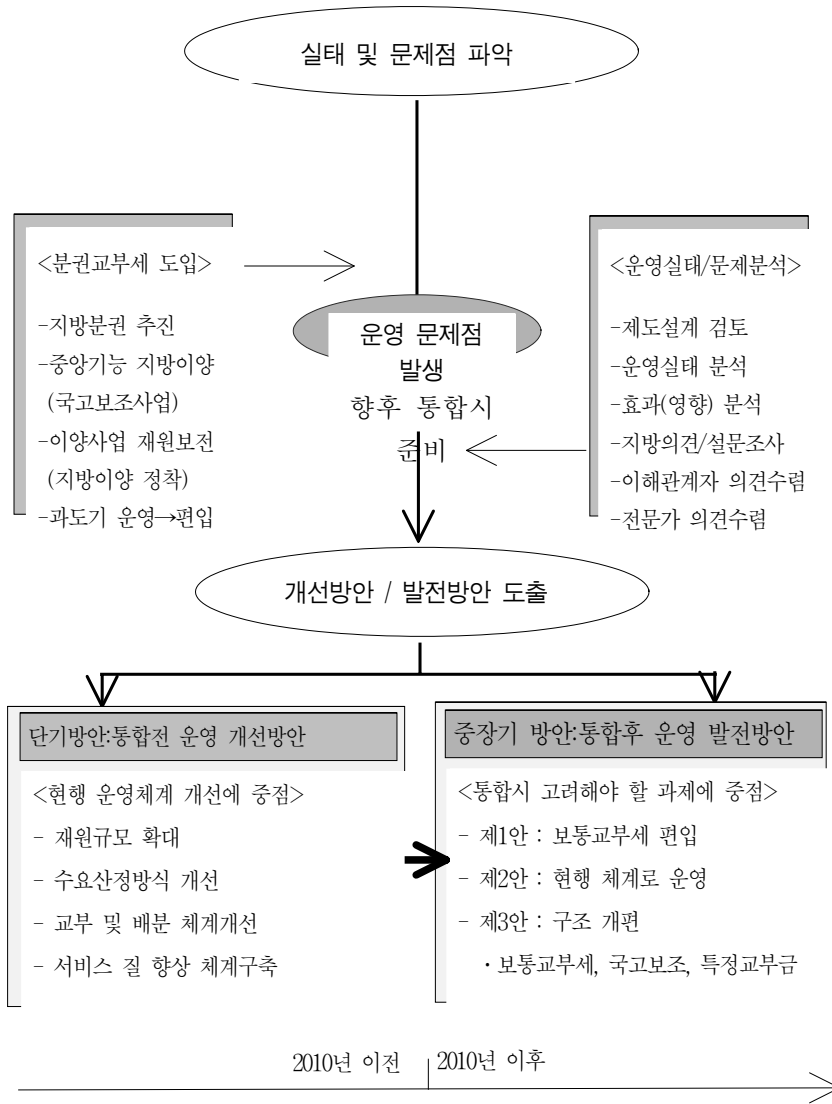 실태 및 문제점 파악
<분권교부세 도입>
-지방분권 추진
-중앙기능 지방이양
(국고보조사업)
-이양사업 재원보전
(지방이양 정착)
-과도기 운영→편입
운영 문제점
발생
향후 통합시
준비
<운영실태/문제분석>
-제도설계 검토
-운영실태 분석
-효과(영향) 분석
-지방의견/설문조사
-이해관계자 의견수렴
-전문가 의견수렴
개선방안 / 발전방안 도출
단기방안:통합전 운영 개선방안
<현행 운영체계 개선에 중점>
- 재원규모 확대
- 수요산정방식 개선
- 교부 및 배분 체계개선
- 서비스 질 향상 체계구축
중장기 방안:통합후 운영 발전방안
<통합시 고려해야 할 과제에 중점>
- 제1안 : 보통교부세 편입
- 제2안 : 현행 체계로 운영
- 제3안 : 구조 개편
・보통교부세, 국고보조, 특정교부금
2010년 이전
2010년 이후